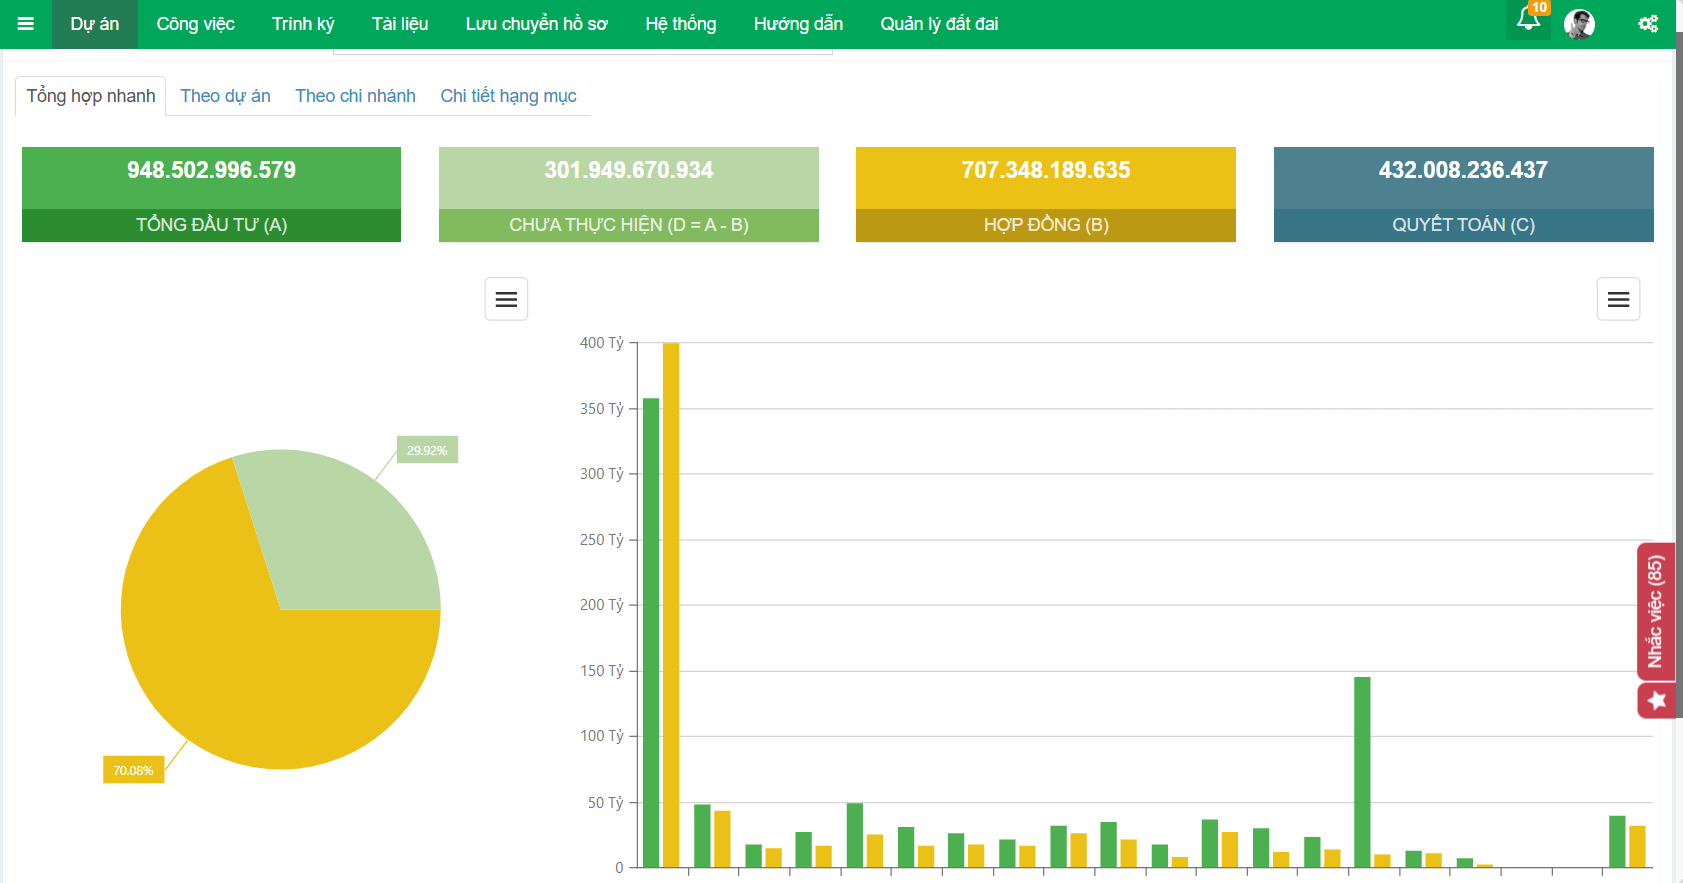 Dự án Công việc Trình ký Tài liệu Lưu chuyển hồ sơ Hệ thống Hướng dẫn Quản lý đất đai 10
Tổng hợp nhanh Theo dự án Theo chi nhánh Chi tiết hạng mục
948.502.996.579
TỔNG ĐẦU TƯ (A)
301.949.670.934
CHƯA THỰC HIỆN (D = A - B)
707.348.189.635
HỢP ĐỒNG (B)
432.008.236.437
QUYẾT TOÁN (C)
29.92%
70.08%
400 Tỷ
350 Tỷ
300 Tỷ
250 Tỷ
200 Tỷ
150 Tỷ
100 Tỷ
50 Tỷ
0
Nhắc việc (85)